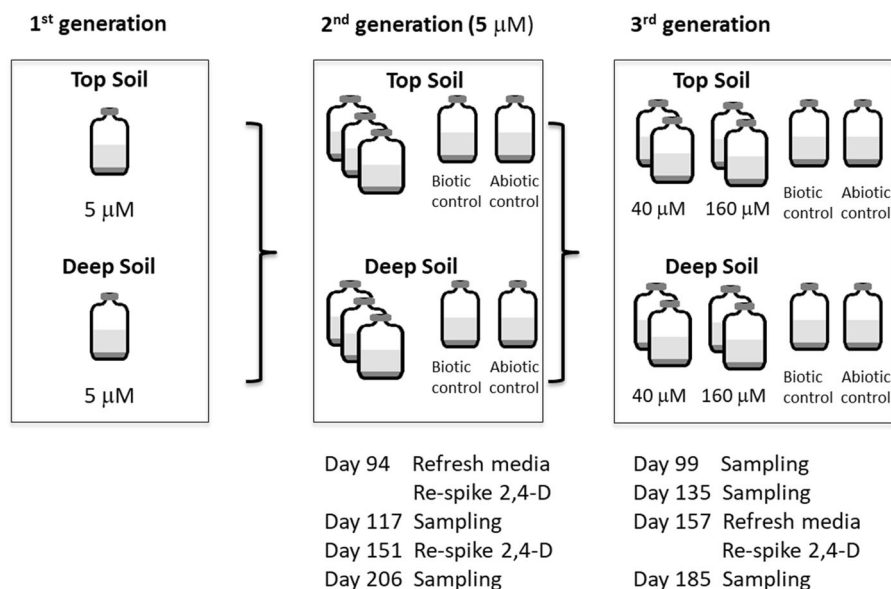 1st generation
Top Soil
5 μM
Deep Soil
5 μM
2nd generation (5 μM)
Top Soil
Biotic control
Abiotic control
Deep Soil
Biotic control
Abiotic control
Day 94 Refresh media
Re-spike 2,4-D
Day 117 Sampling
Day 151 Re-spike 2,4-D
Day 206 Sampling
3rd generation
Top Soil
40 μM
160 μM
Biotic control
Abiotic control
Deep Soil
40 μM
160 μM
Biotic control
Abiotic control
Day 99 Sampling
Day 135 Sampling
Day 157 Refresh media
Re-spike 2,4-D
Day 185 Sampling